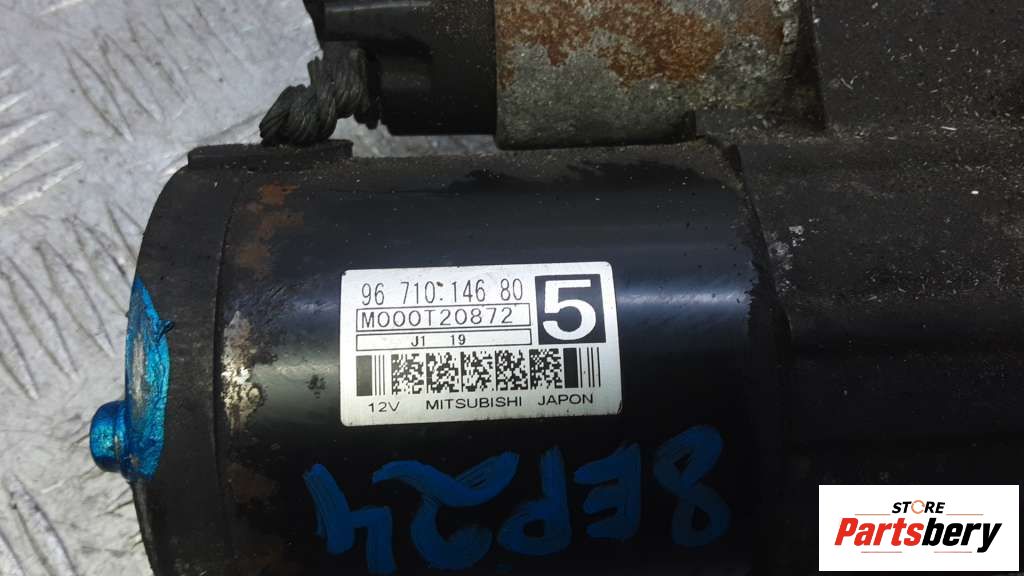 96 710 146 80
M000T20872
5
J1 19
12V MITSUBISHI JAPON
8EP24
STORE
Partsbery